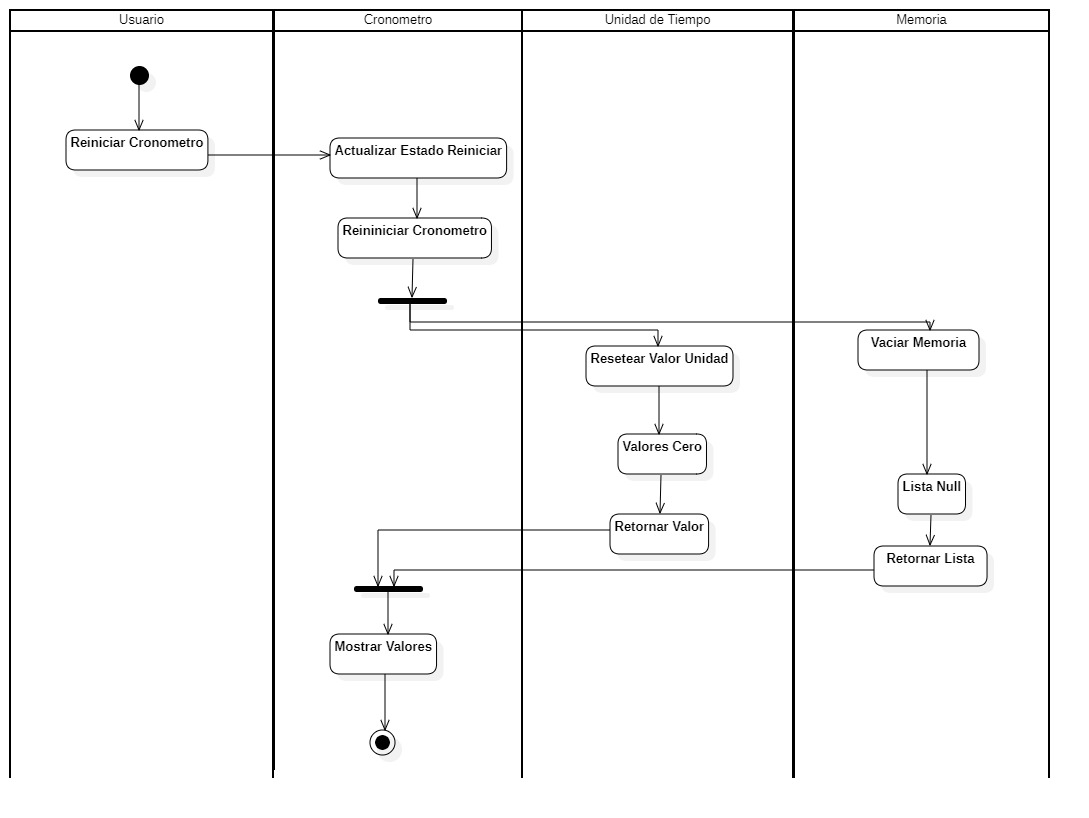 Usuario
Cronometro
Unidad de Tiempo
Memoria
Reiniciar Cronometro
Actualizar Estado Reiniciar
Reininiciar Cronometro
Vaciar Memoria
Resetear Valor Unidad
Valores Cero
Lista Null
Retornar Valor
Retornar Lista
Mostrar Valores